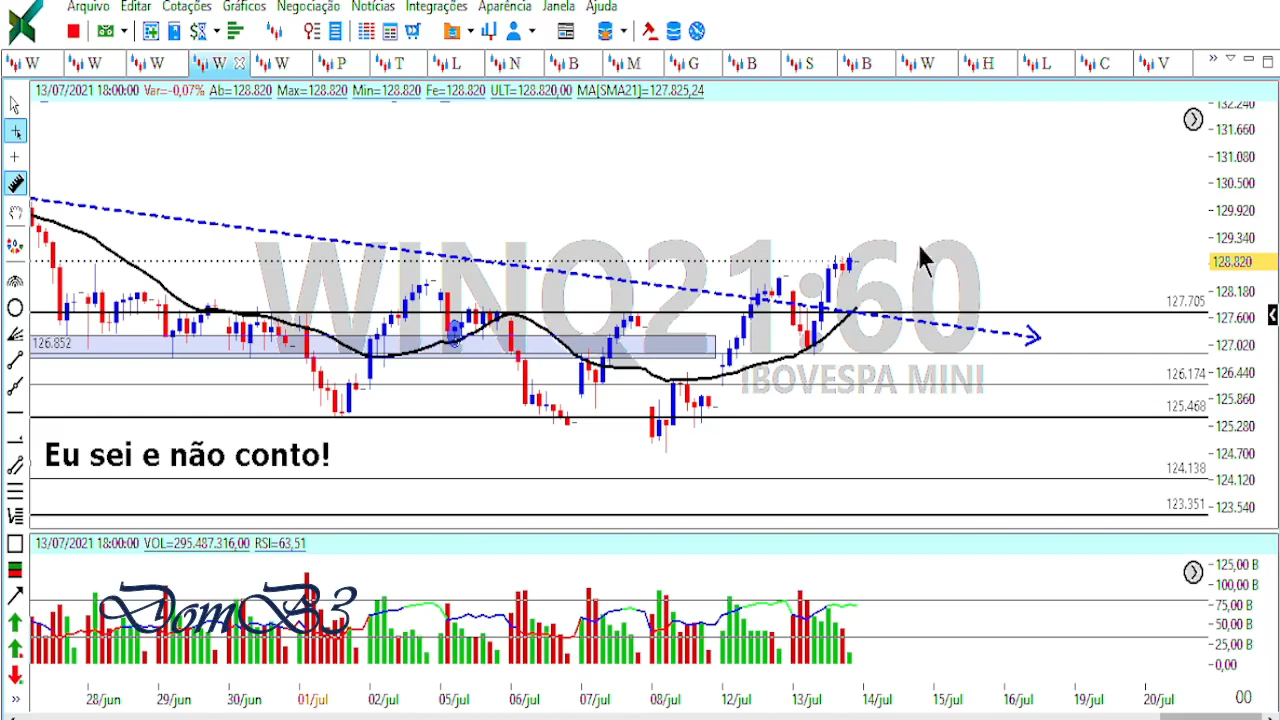 Arquivo Editar Cotações Gráficos Negociação Notícias Integrações Aparência Janela Ajuda
W W W W W P T L N B M G B S B W H L C V
13/07/2021 18:00:00 Var=-0,07% Ab=128.820 Max=128.820 Min=128.820 Fe=128.820 ULT=128.820,00 MA[SMA21]=127.825,24
132.240
131.660
131.080
130.500
129.920
129.340
128.820
128.180
127.600
127.020
126.440
125.860
125.280
124.700
124.120
123.540
WINQ21:60
IBOVESPA MINI
127.705
126.852
126.174
125.468
124.138
123.351
Eu sei e não conto!
13/07/2021 18:00:00 VOL=295.487.316,00 RSI=63,51
DomB3
125,00 B
100,00 B
75,00 B
50,00 B
25,00 B
0,00
28/jun 29/jun 30/jun 01/jul 02/jul 05/jul 06/jul 07/jul 08/jul 12/jul 13/jul 14/jul 15/jul 16/jul 19/jul 20/jul